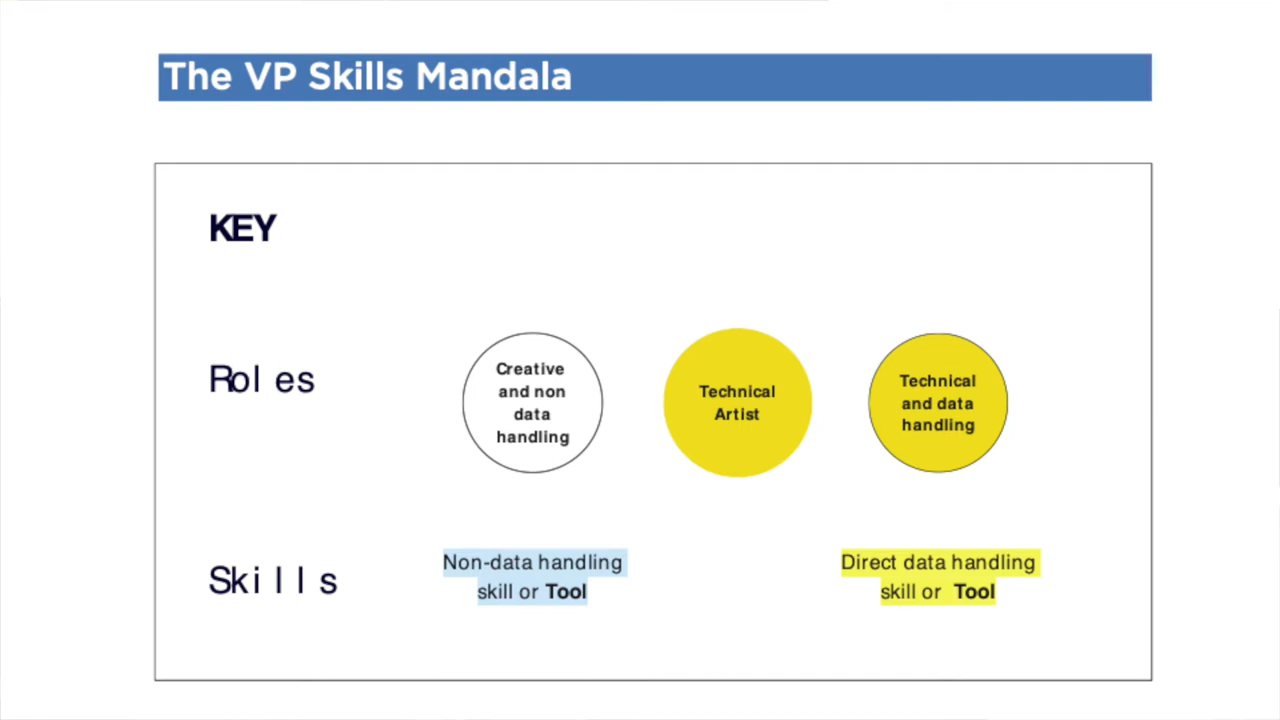 The VP Skills Mandala
KEY
Roles
Creative
and non
data
handling
Technical
Artist
Technical
and data
handling
Skills
Non-data handling
skill or Tool
Direct data handling
skill or Tool